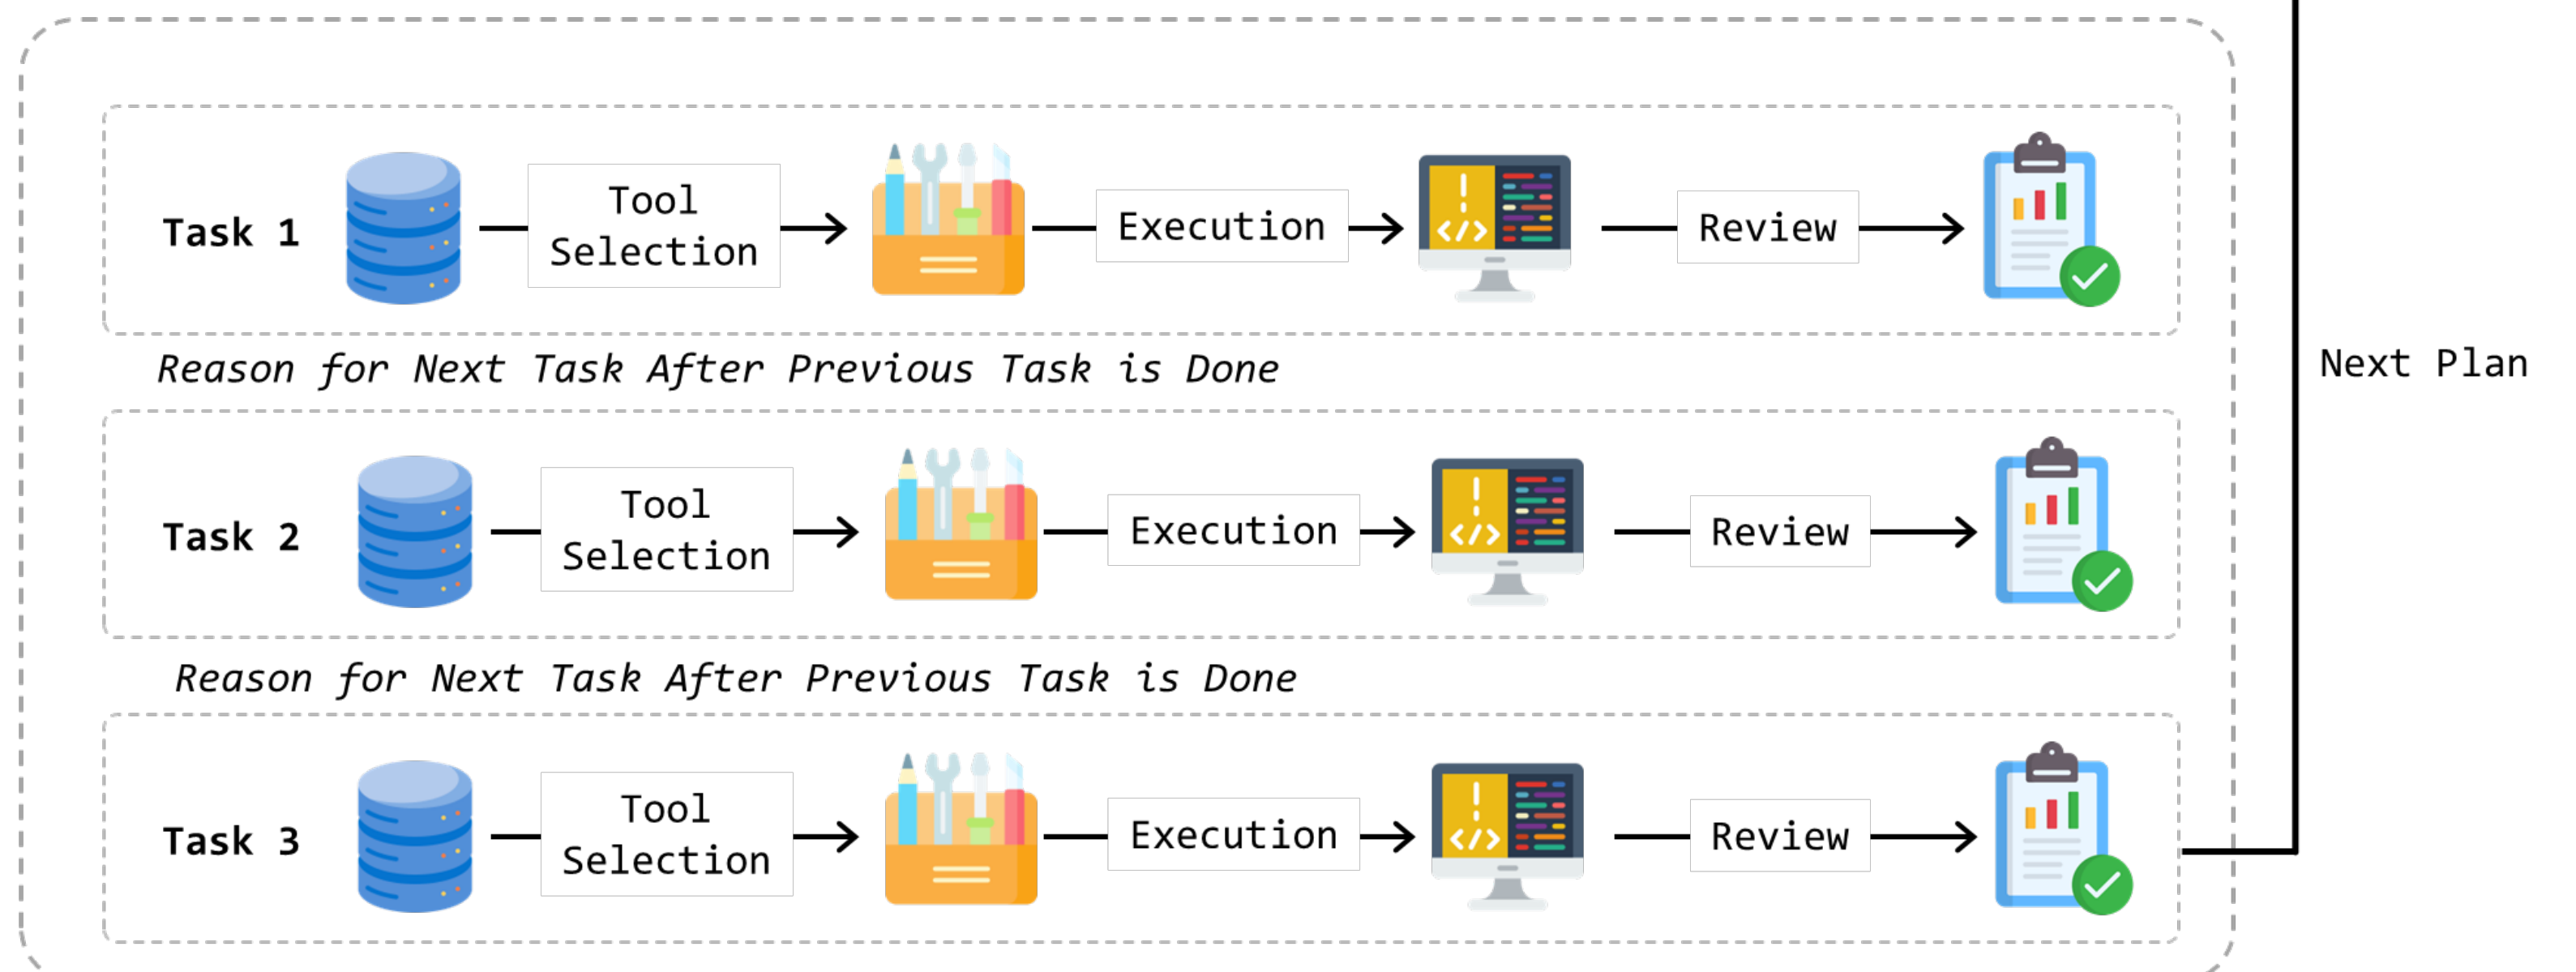 Task 1
Tool
Selection
Execution
Review
Reason for Next Task After Previous Task is Done
Next Plan
Task 2
Tool
Selection
Execution
Review
Reason for Next Task After Previous Task is Done
Task 3
Tool
Selection
Execution
Review